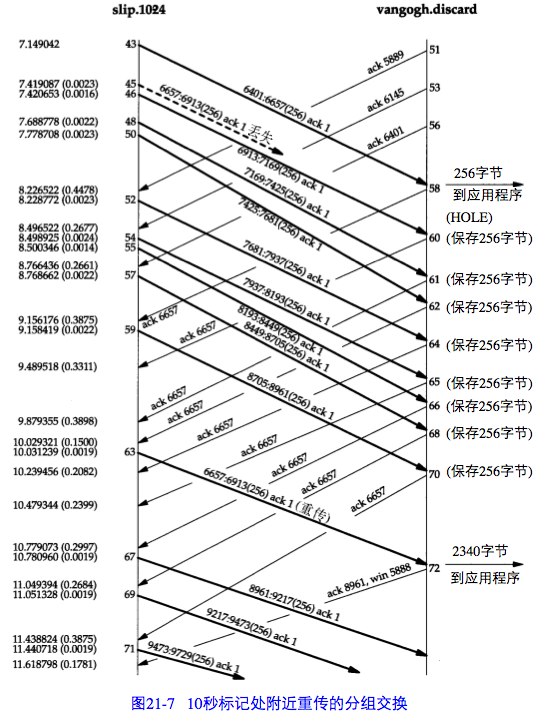 slip.1024 vangogh.discard
7.149042 43 51
ack 5889
7.419087 (0.0023) 45 53
7.420653 (0.0016) 46 ack 6145
6657:6913(256) ack 1 丢失
6401:6657(256) ack 1
7.688778 (0.0022) 48 56
7.778708 (0.0023) 50 ack 6401
6913:7169(256) ack 1
256字节
7169:7425(256) ack 1
58
到应用程序
8.226522 (0.4478)
8.228772 (0.0023) 52
7425:7681(256) ack 1
(HOLE)
8.496522 (0.2677)
8.498925 (0.0024) 54 60 (保存256字节)
8.500346 (0.0014) 55
7681:7937(256) ack 1
8.766436 (0.2661)
8.768662 (0.0022) 57
61 (保存256字节)
7937:8193(256) ack 1
62 (保存256字节)
9.156176 (0.3875) ack 6657
8193:8449(256) ack 1
9.158419 (0.0022) 59 ack 6657
8449:8705(256) ack 1
64 (保存256字节)
9.489518 (0.3311)
65 (保存256字节)
8705:8961(256) ack 1
ack 6657
66 (保存256字节)
9.879355 (0.3898) ack 6657
ack 6657
68 (保存256字节)
10.029321 (0.1500)
10.031239 (0.0019) 63
ack 6657
10.239456 (0.2082) ack 6657
70 (保存256字节)
6657:6913(256) ack 1 (重传)
ack 6657
10.479344 (0.2399) ack 6657
10.779073 (0.2997) 2340字节
10.780960 (0.0019) 67 72
到应用程序
ack 8961, win 5888
11.049394 (0.2684)
11.051328 (0.0019) 69
8961:9217(256) ack 1
9217:9473(256) ack 1
11.438824 (0.3875)
11.440718 (0.0019) 71
9473:9729(256) ack 1
11.618798 (0.1781)
图21-7 10秒标记处附近重传的分组交换